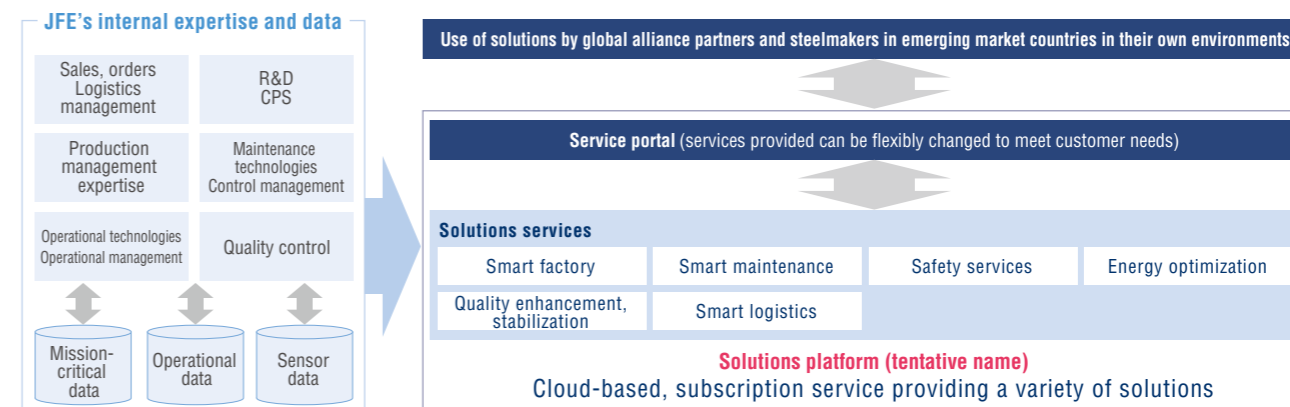 JFE's internal expertise and data
Sales, orders
Logistics
management
R&D
CPS
Production
management
expertise
Maintenance
technologies
Control management
Operational technologies
Operational management
Quality control
Mission-
critical
data
Operational
data
Sensor
data
Use of solutions by global alliance partners and steelmakers in emerging market countries in their own environments
Service portal (services provided can be flexibly changed to meet customer needs)
Solutions services
Smart factory
Smart maintenance
Safety services
Energy optimization
Quality enhancement,
stabilization
Smart logistics
Solutions platform (tentative name)
Cloud-based, subscription service providing a variety of solutions